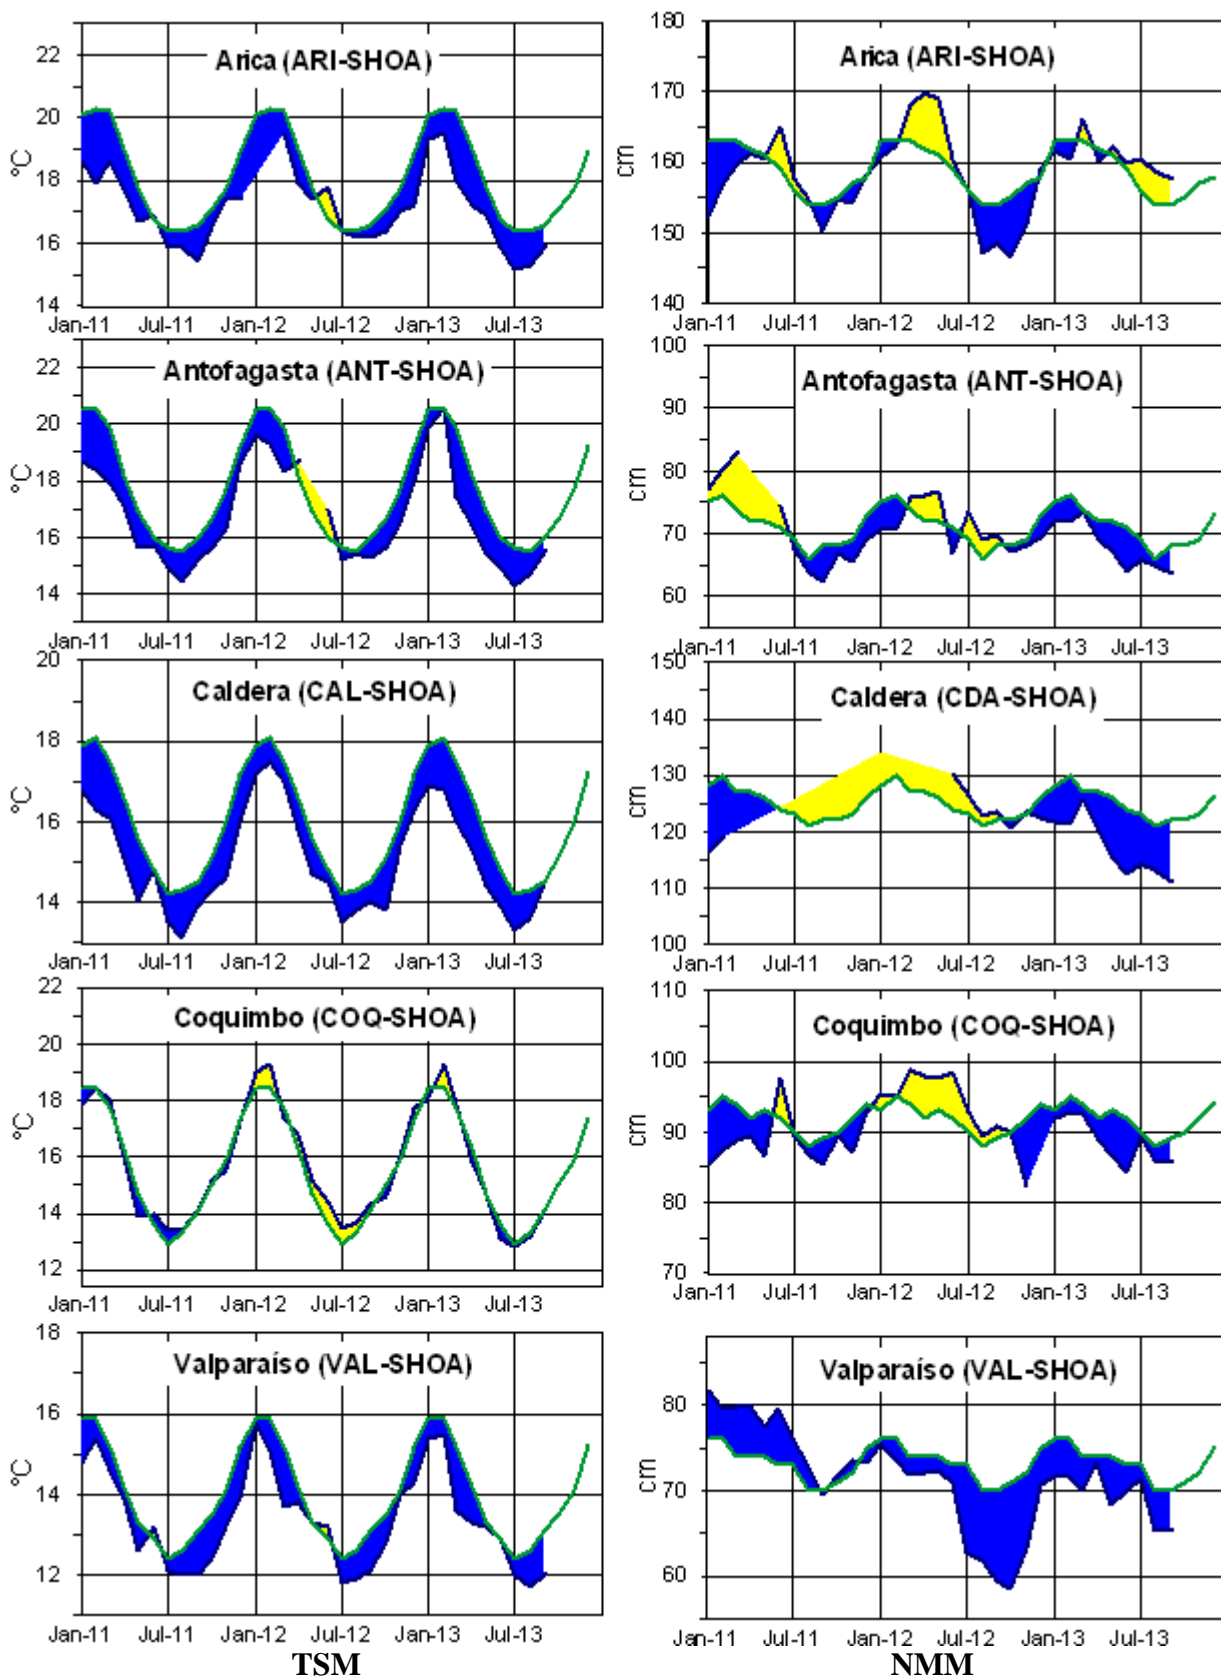 22
20
18
16
14
°C
Arica (ARI-SHOA)
Jan-11 Jul-11 Jan-12 Jul-12 Jan-13 Jul-13
180
170
160
150
140
cm
Arica (ARI-SHOA)
Jan-11 Jul-11 Jan-12 Jul-12 Jan-13 Jul-13
22
20
18
16
14
°C
Antofagasta (ANT-SHOA)
Jan-11 Jul-11 Jan-12 Jul-12 Jan-13 Jul-13
100
90
80
70
60
cm
Antofagasta (ANT-SHOA)
Jan-11 Jul-11 Jan-12 Jul-12 Jan-13 Jul-13
20
18
16
14
°C
Caldera (CAL-SHOA)
Jan-11 Jul-11 Jan-12 Jul-12 Jan-13 Jul-13
150
140
130
120
110
100
cm
Caldera (CDA-SHOA)
Jan-11 Jul-11 Jan-12 Jul-12 Jan-13 Jul-13
22
20
18
16
14
12
°C
Coquimbo (COQ-SHOA)
Jan-11 Jul-11 Jan-12 Jul-12 Jan-13 Jul-13
110
100
90
80
70
cm
Coquimbo (COQ-SHOA)
Jan-11 Jul-11 Jan-12 Jul-12 Jan-13 Jul-13
18
16
14
12
°C
Valparaíso (VAL-SHOA)
Jan-11 Jul-11 Jan-12 Jul-12 Jan-13 Jul-13
80
70
60
cm
Valparaíso (VAL-SHOA)
Jan-11 Jul-11 Jan-12 Jul-12 Jan-13 Jul-13
TSM
NMM